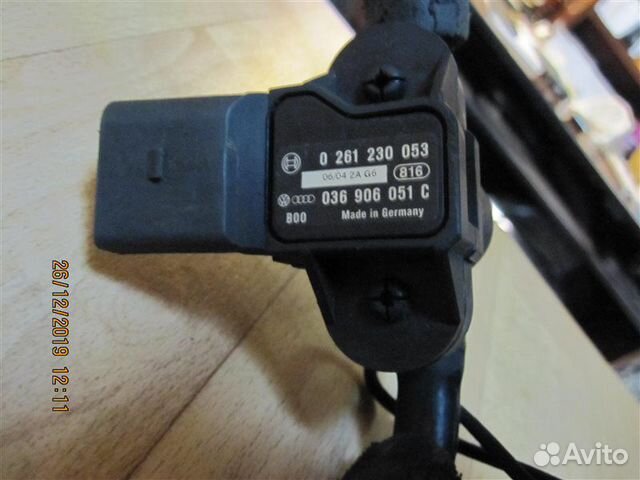 0 261 230 053
06/04 2A G6
816
036 906 051 C
B00 Made in Germany
26/12/2019 12:11
Avito